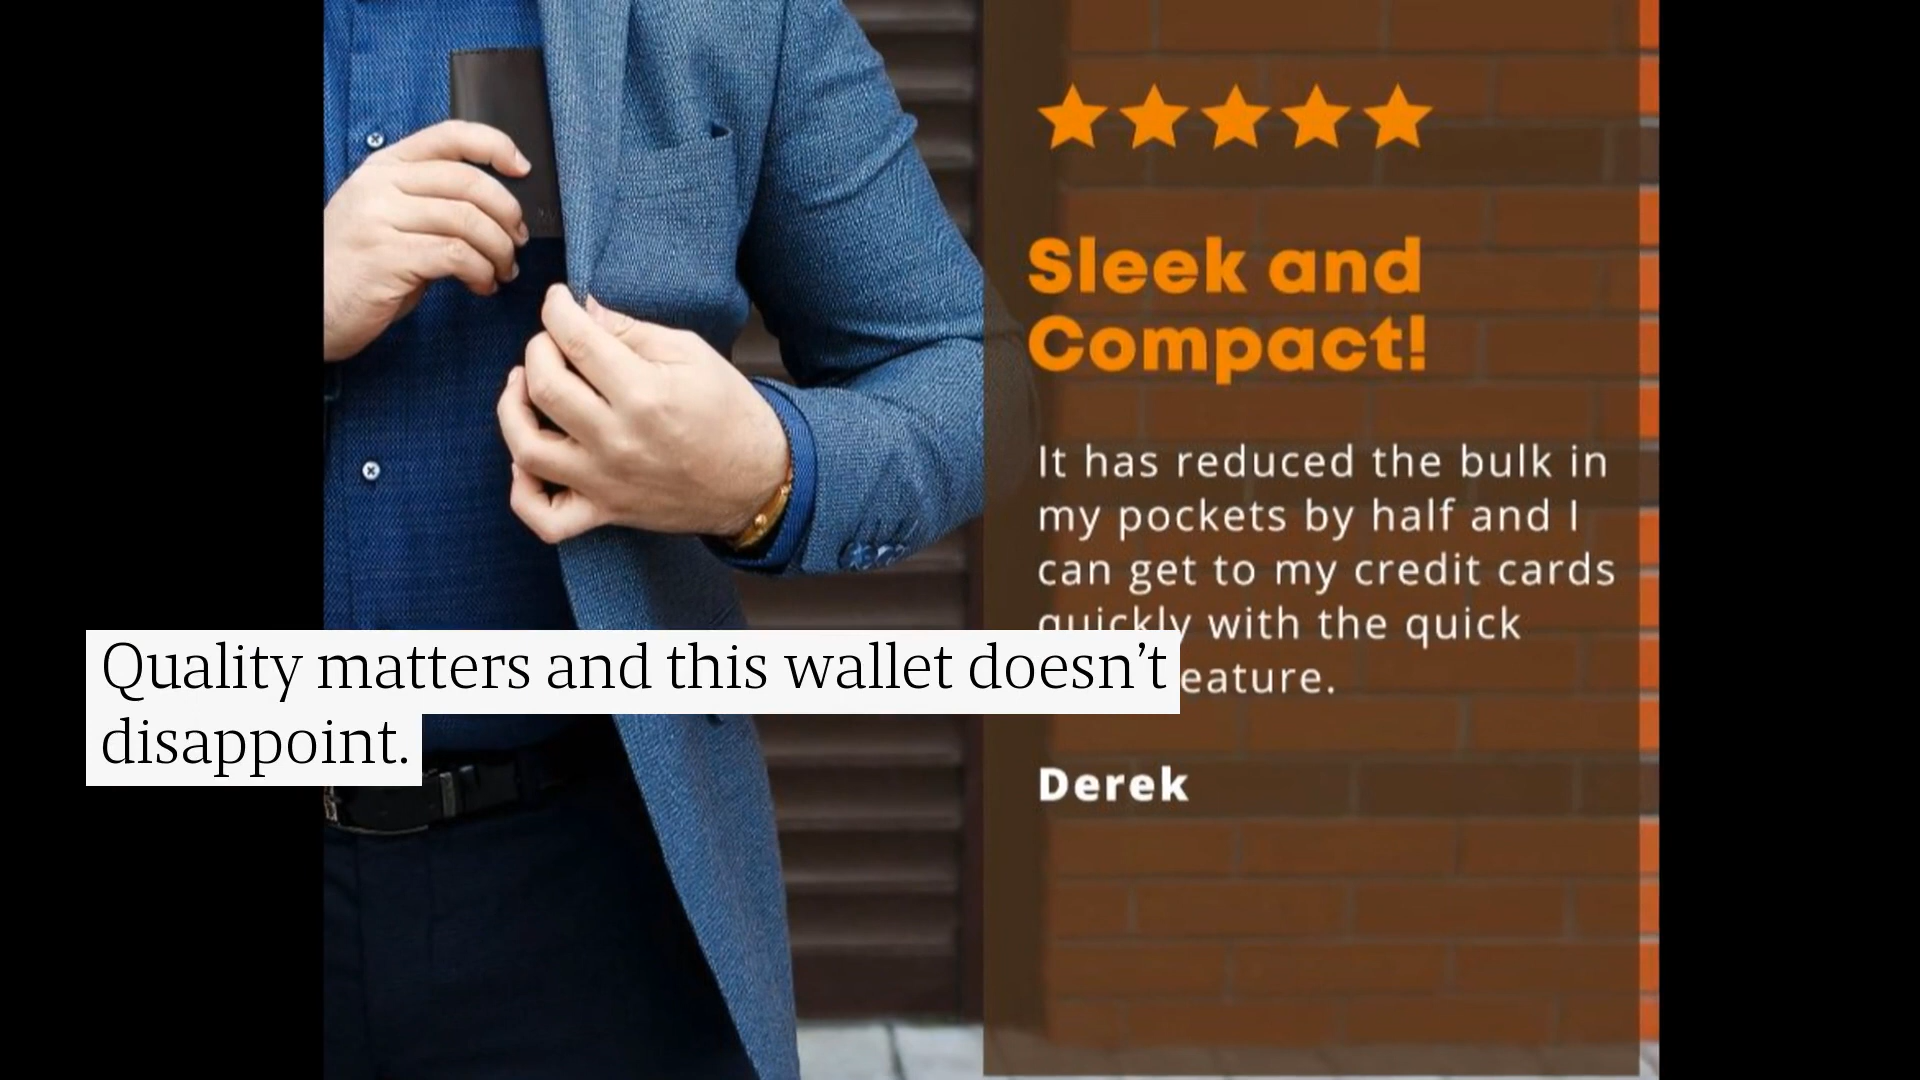 Sleek and
Compact!
It has reduced the bulk in
my pockets by half and I
can get to my credit cards
quickly with the quick
eature.
Derek
Quality matters and this wallet doesn’t
disappoint.